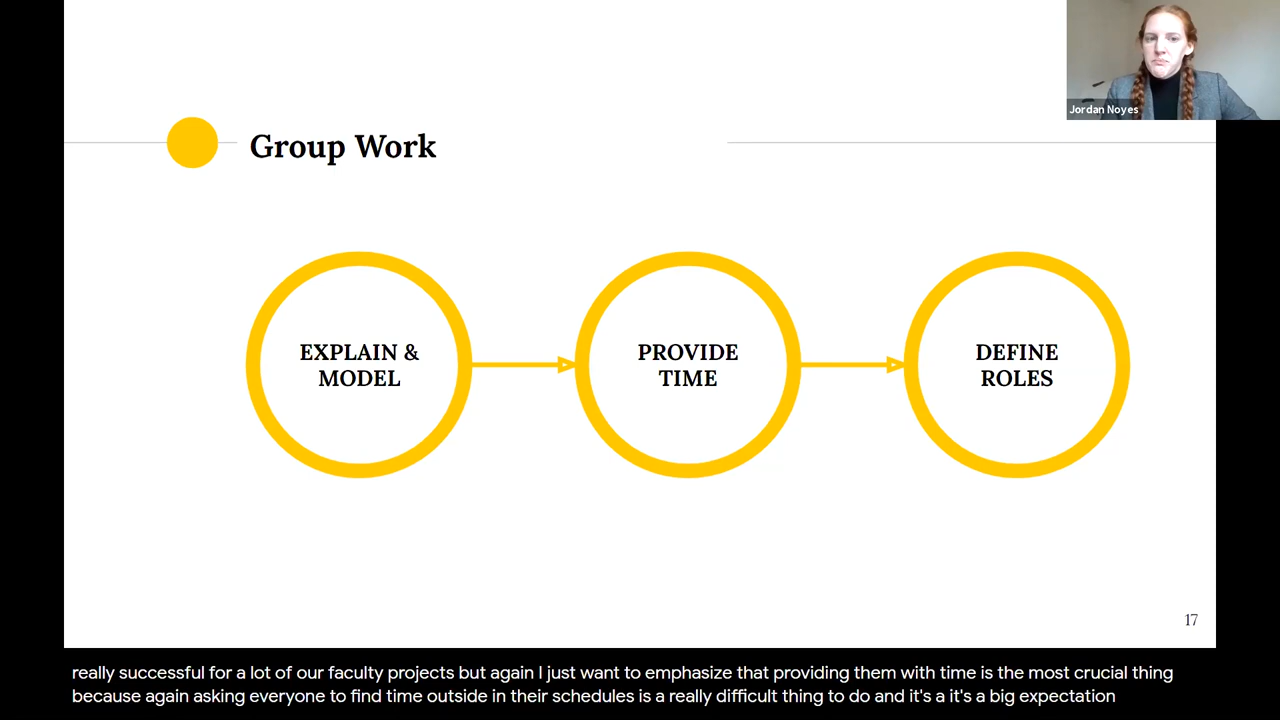 Jordan Noyes
Group Work
EXPLAIN &
MODEL
PROVIDE
TIME
DEFINE
ROLES
17
really successful for a lot of our faculty projects but again I just want to emphasize that providing them with time is the most crucial thing
because again asking everyone to find time outside in their schedules is a really difficult thing to do and it's a it's a big expectation